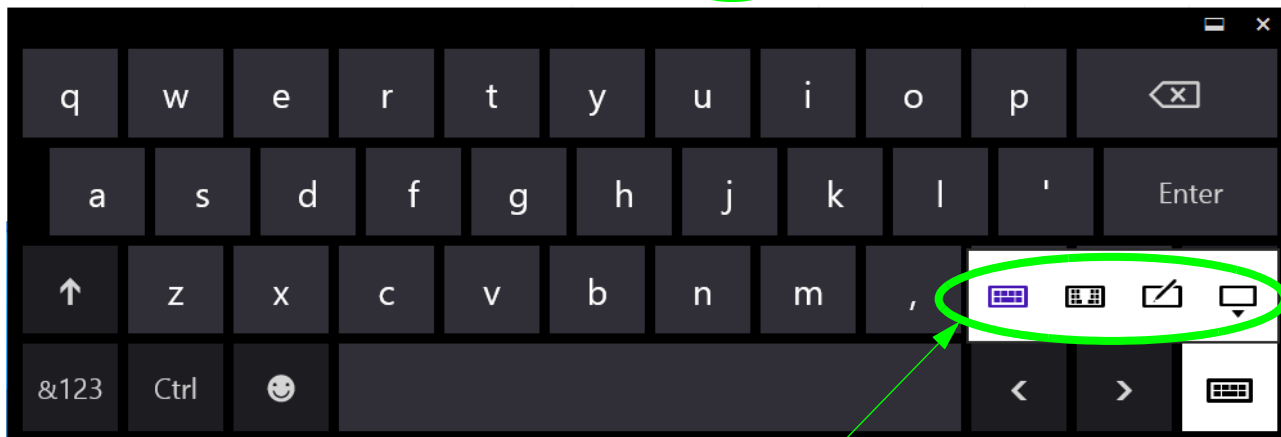 q w e r t y u i o p
a s d f g h j k l ' Enter
z x c v b n m ,
&123 Ctrl < >